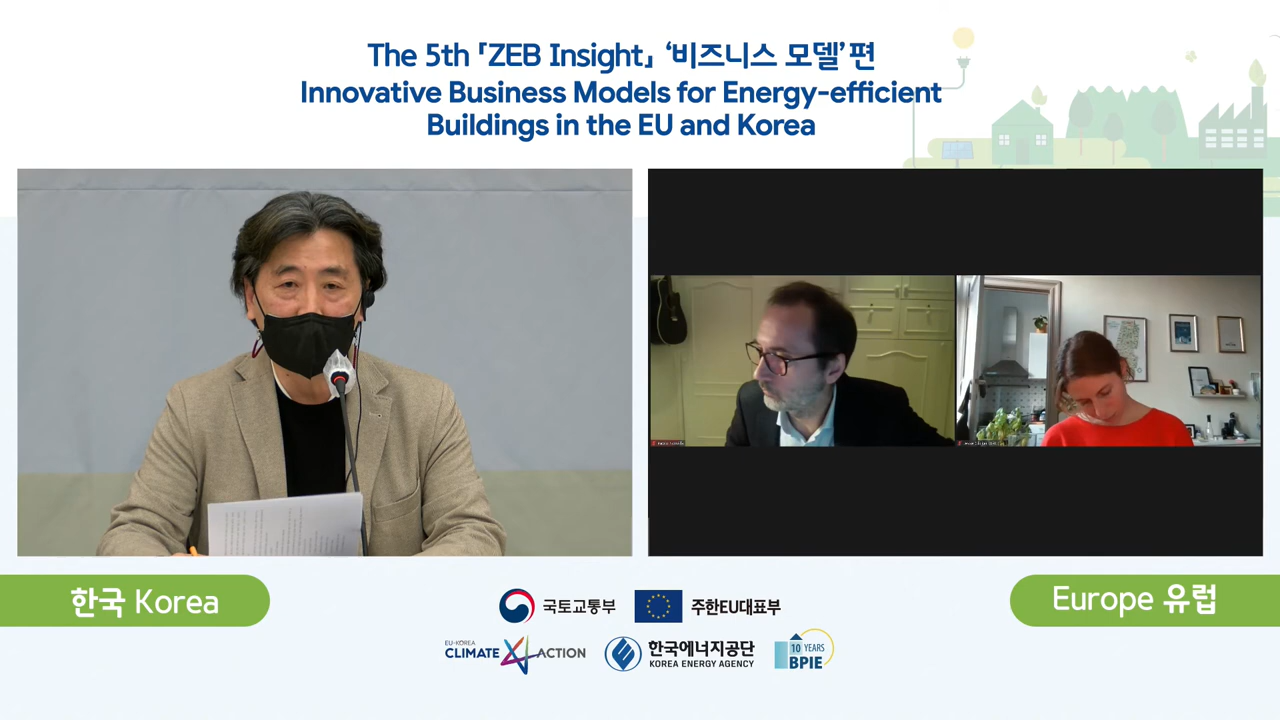 The 5th 「ZEB Insight」 '비즈니스 모델' 편
Innovative Business Models for Energy-efficient
Buildings in the EU and Korea
한국 Korea
Europe 유럽
국토교통부
주한EU대표부
EU-KOREA
CLIMATE ACTION
한국에너지공단
KOREA ENERGY AGENCY
10 YEARS
BPIE